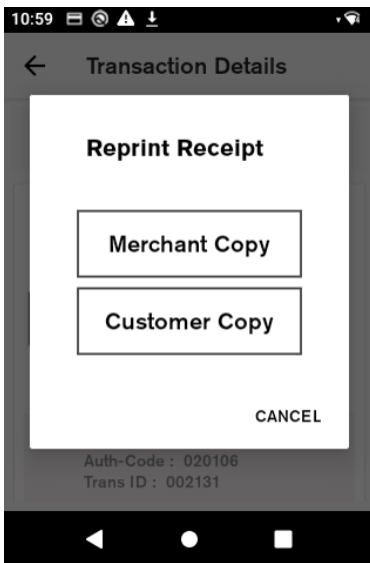 10:59
Transaction Details
Reprint Receipt
Merchant Copy
Customer Copy
CANCEL
Auth-Code : 020106
Trans ID : 002131